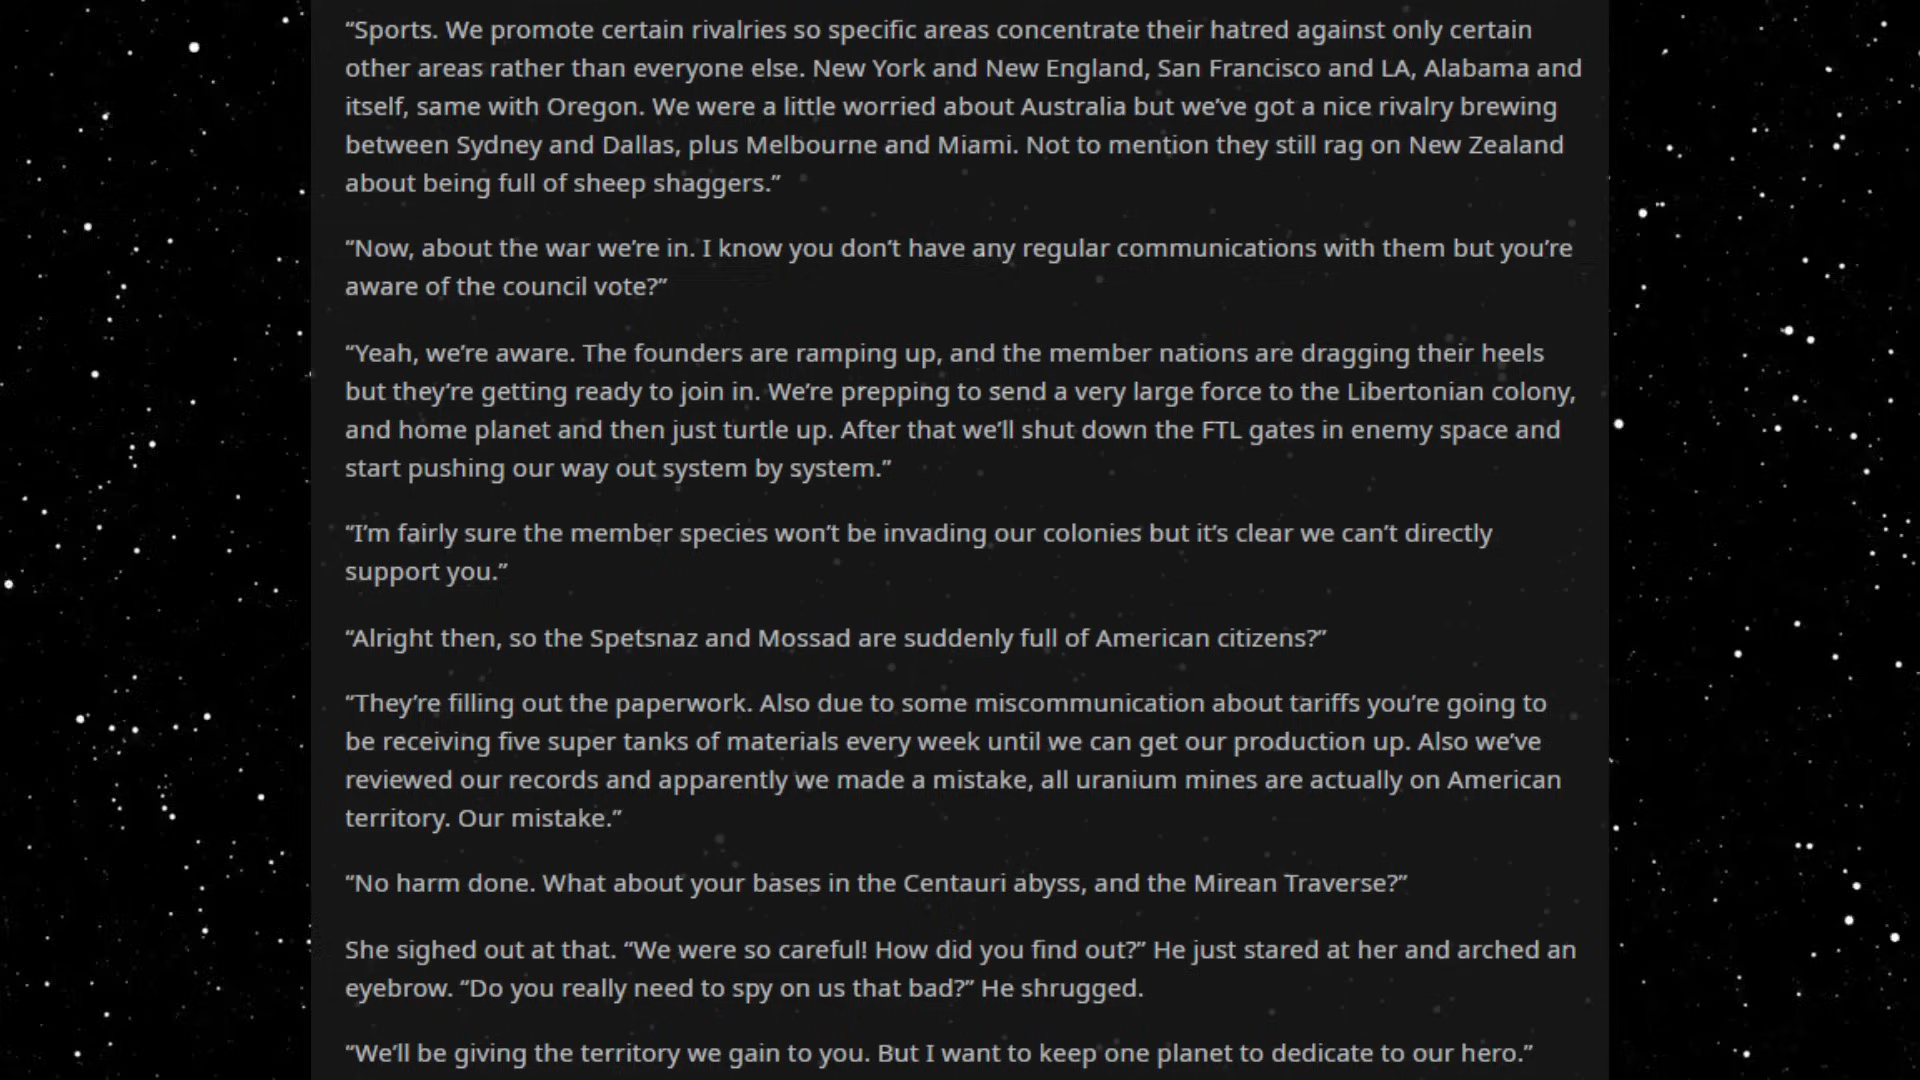 “Sports. We promote certain rivalries so specific areas concentrate their hatred against only certain
other areas rather than everyone else. New York and New England, San Francisco and LA, Alabama and
itself, same with Oregon. We were a little worried about Australia but we’ve got a nice rivalry brewing
between Sydney and Dallas, plus Melbourne and Miami. Not to mention they still rag on New Zealand
about being full of sheep shaggers.”
“Now, about the war we’re in. I know you don’t have any regular communications with them but you’re
aware of the council vote?”
“Yeah, we’re aware. The founders are ramping up, and the member nations are dragging their heels
but they’re getting ready to join in. We’re prepping to send a very large force to the Libertonian colony,
and home planet and then just turtle up. After that we’ll shut down the FTL gates in enemy space and
start pushing our way out system by system.”
“I’m fairly sure the member species won’t be invading our colonies but it’s clear we can’t directly
support you.”
“Alright then, so the Spetsnaz and Mossad are suddenly full of American citizens?”
“They’re filling out the paperwork. Also due to some miscommunication about tariffs you’re going to
be receiving five super tanks of materials every week until we can get our production up. Also we’ve
reviewed our records and apparently we made a mistake, all uranium mines are actually on American
territory. Our mistake.”
“No harm done. What about your bases in the Centauri abyss, and the Mirean Traverse?”
She sighed out at that. “We were so careful! How did you find out?” He just stared at her and arched an
eyebrow. “Do you really need to spy on us that bad?” He shrugged.
“We’ll be giving the territory we gain to you. But I want to keep one planet to dedicate to our hero.”